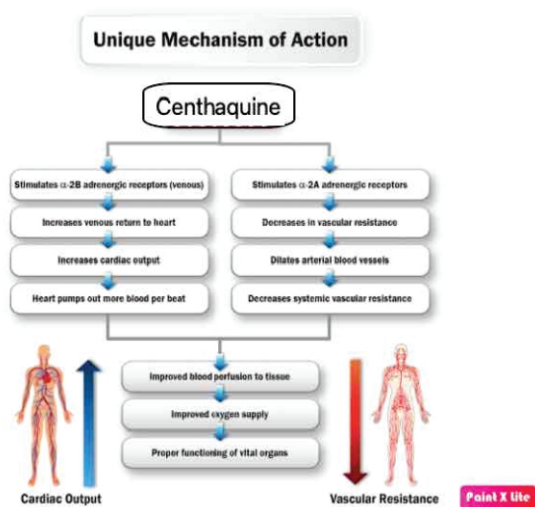 Unique Mechanism of Action
Centhaquine
Stimulates α-2B adrenergic receptors (venous)
Stimulates α-2A adrenergic receptors
Increases venous return to heart
Decreases in vascular resistance
Increases cardiac output
Dilates arterial blood vessels
Heart pumps out more blood per beat
Decreases systemic vascular resistance
Improved blood perfusion to tissue
Improved oxygen supply
Proper functioning of vital organs
Cardiac Output
Vascular Resistance
Paint X lite